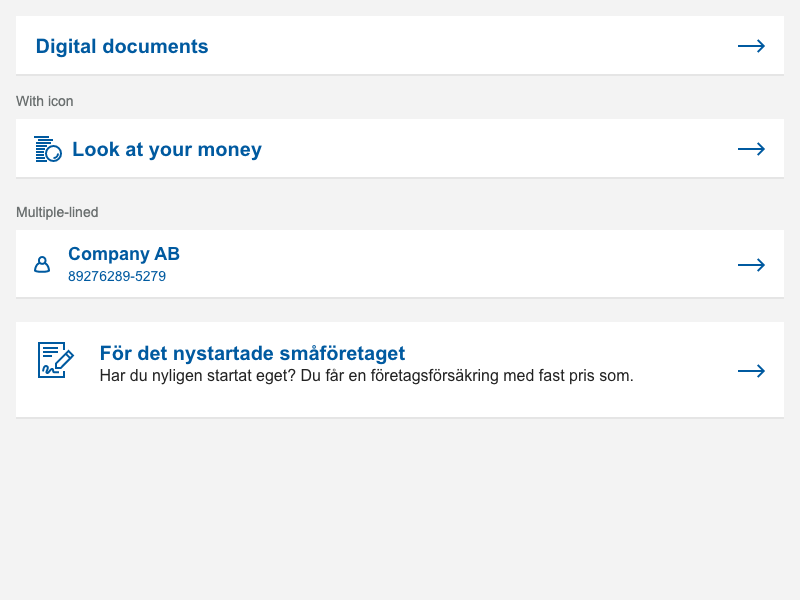 Digital documents
With icon
Look at your money
Multiple-lined
Company AB
89276289-5279
För det nystartade småföretaget
Har du nyligen startat eget? Du får en företagsförsäkring med fast pris som.